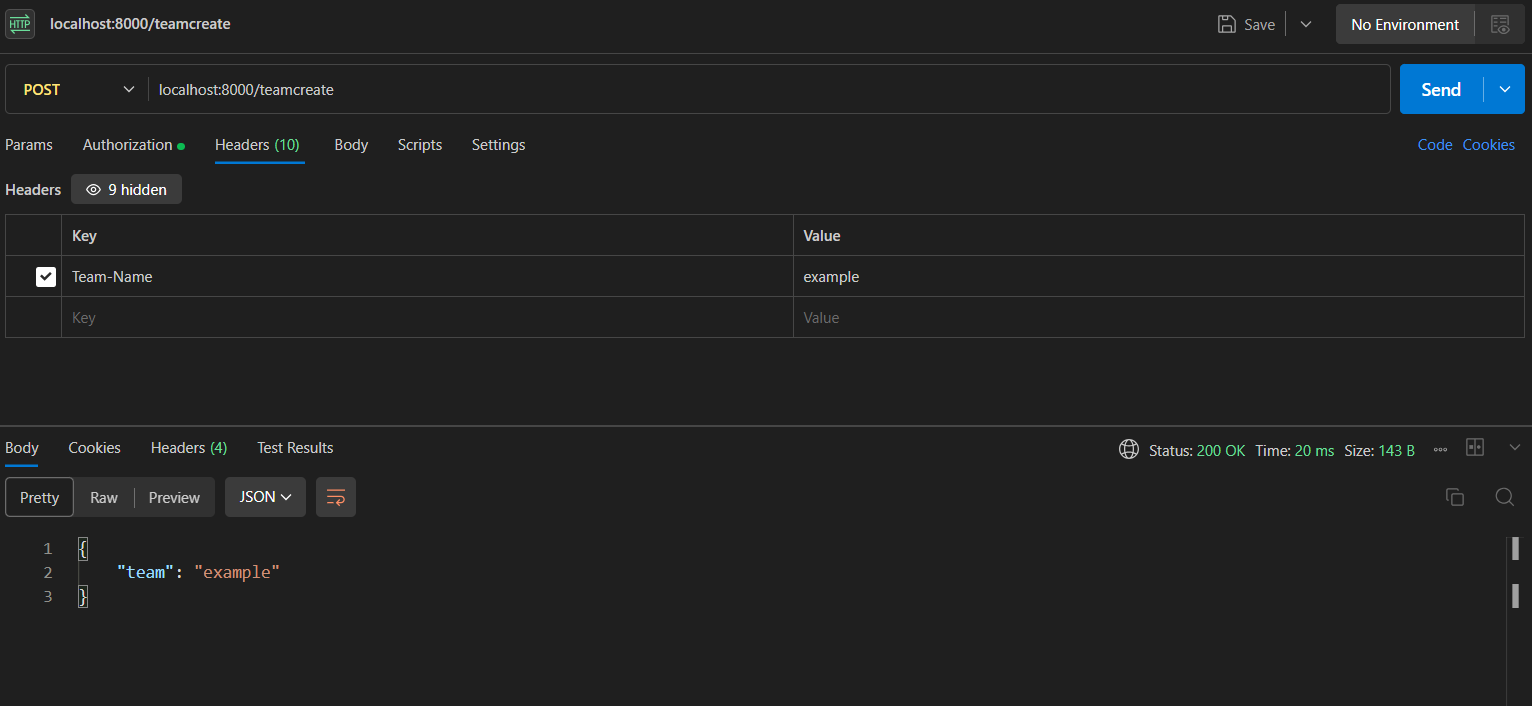 HTTP localhost:8000/teamcreate Save No Environment
POST localhost:8000/teamcreate Send
Params Authorization Headers (10) Body Scripts Settings Code Cookies
Headers 9 hidden
Key Value
Team-Name example
Key Value
Body Cookies Headers (4) Test Results Status: 200 OK Time: 20 ms Size: 143 B
Pretty Raw Preview JSON
1 {
2 "team": "example"
3 }